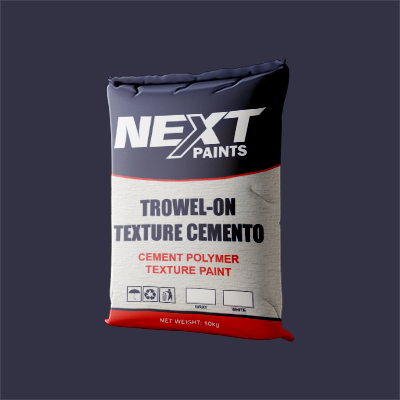 NEXT
PAINTS
TROWEL-ON
TEXTURE CEMENTO
CEMENT POLYMER
TEXTURE PAINT
GRAY WHITE
NET WEIGHT: 50kg